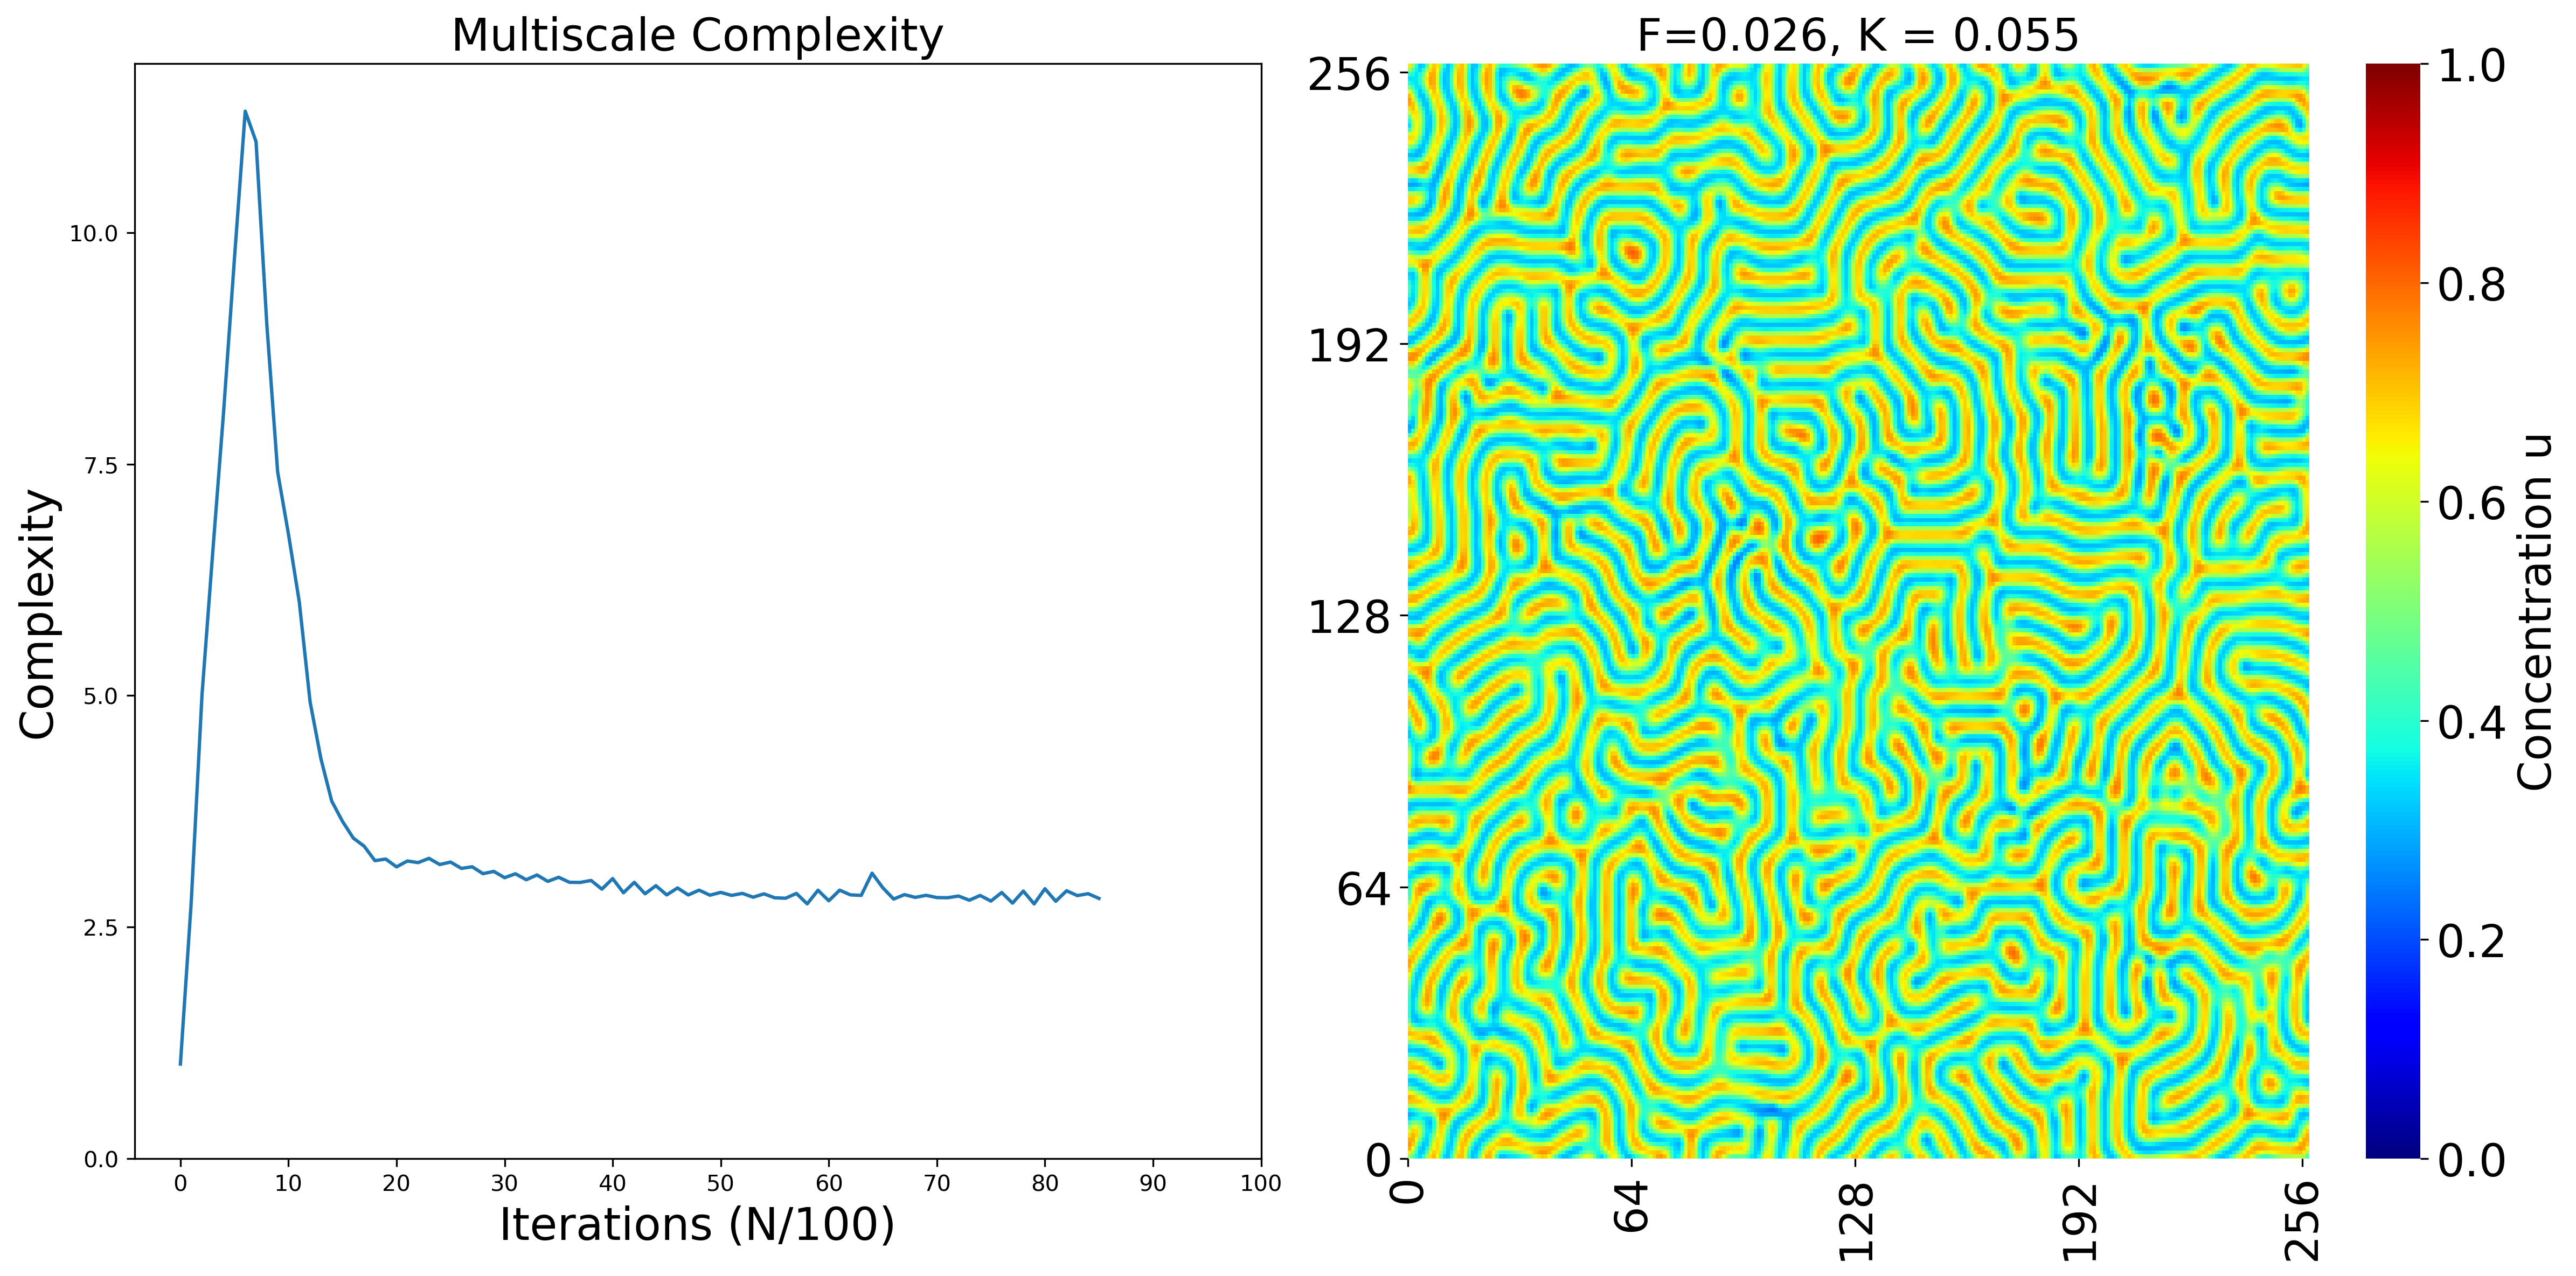 Multiscale Complexity
Complexity
10.0
7.5
5.0
2.5
0.0
0 10 20 30 40 50 60 70 80 90 100
Iterations (N/100)
F=0.026, K = 0.055
256
192
128
64
0
0 64 128 192 256
1.0
0.8
0.6
0.4
0.2
0.0
Concentration u